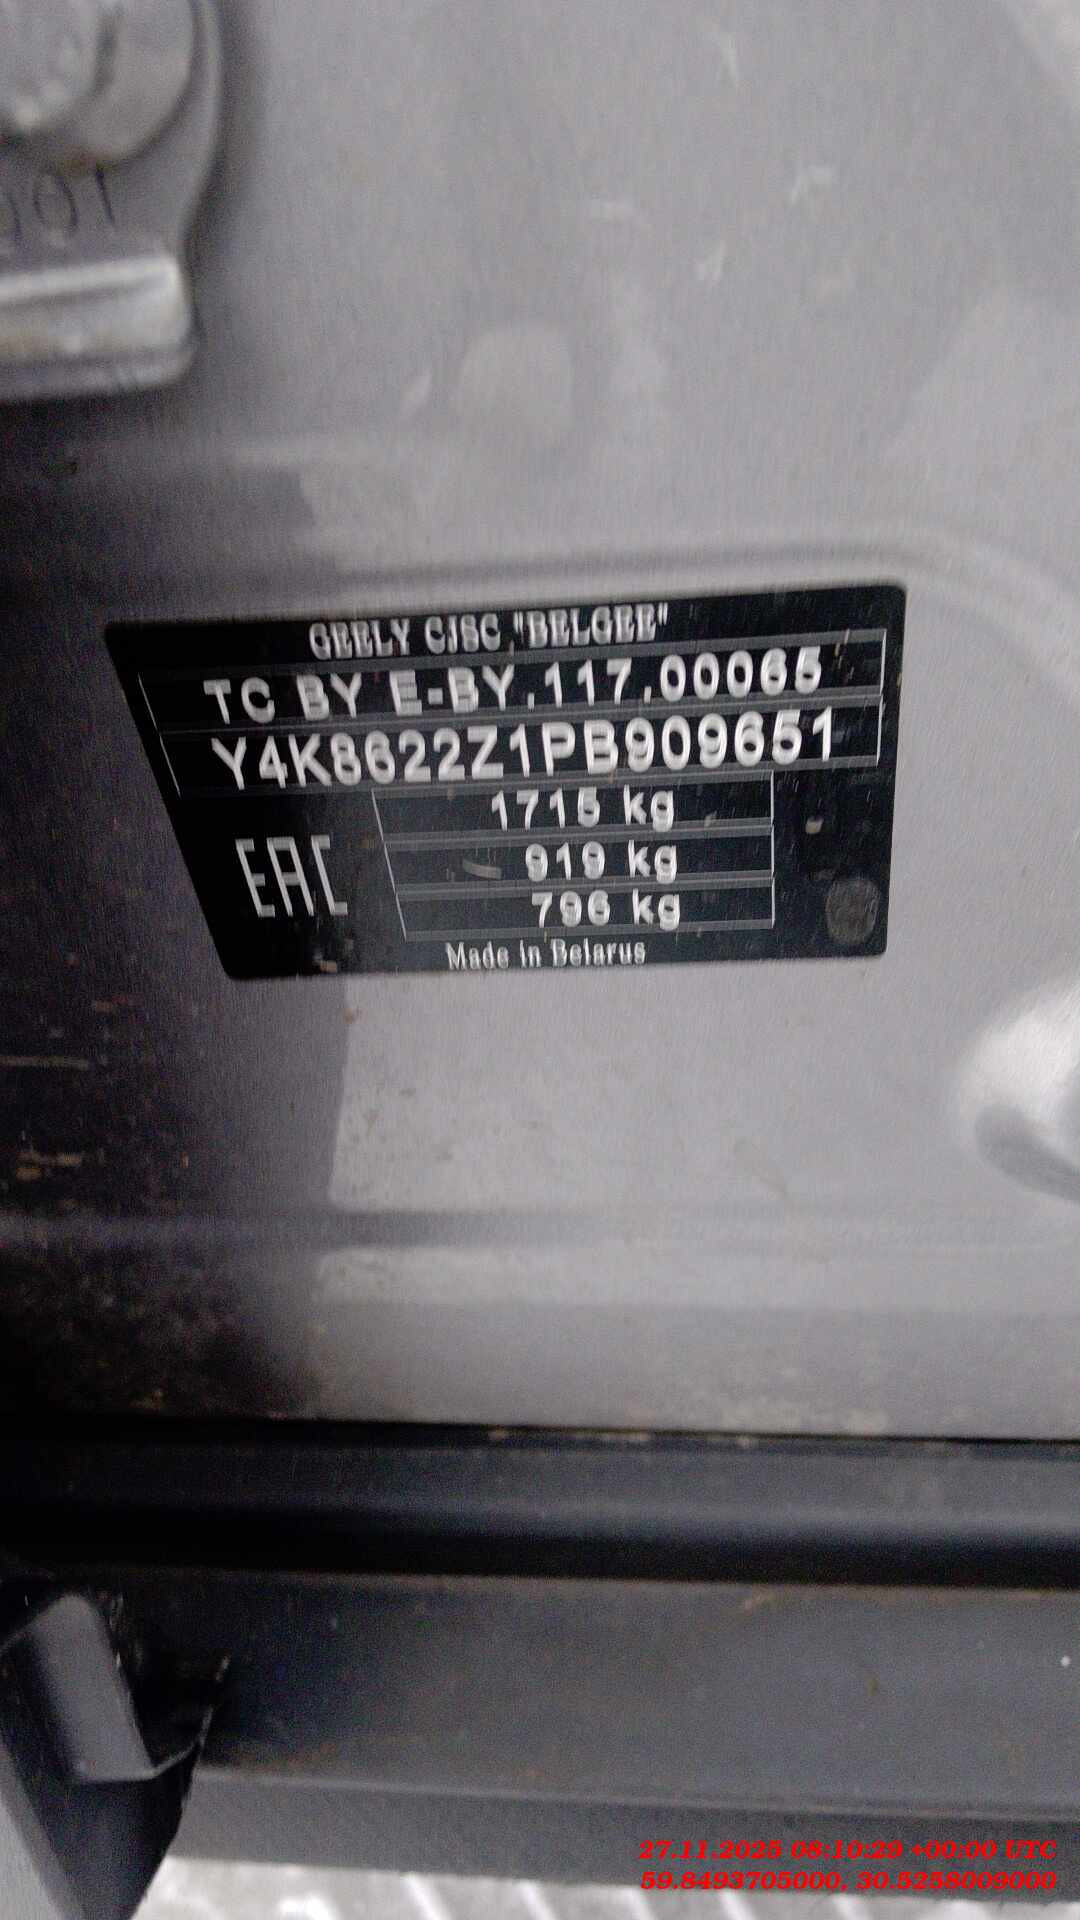 001
GEELY CJSC "BELGEE"
TC BY E-BY.117.00065
Y4K8622Z1PB909651
1715 kg
919 kg
796 kg
EAC
Made in Belarus
27.11.2025 08:10:29 +00:00 UTC
59.8493705000, 30.5258009000